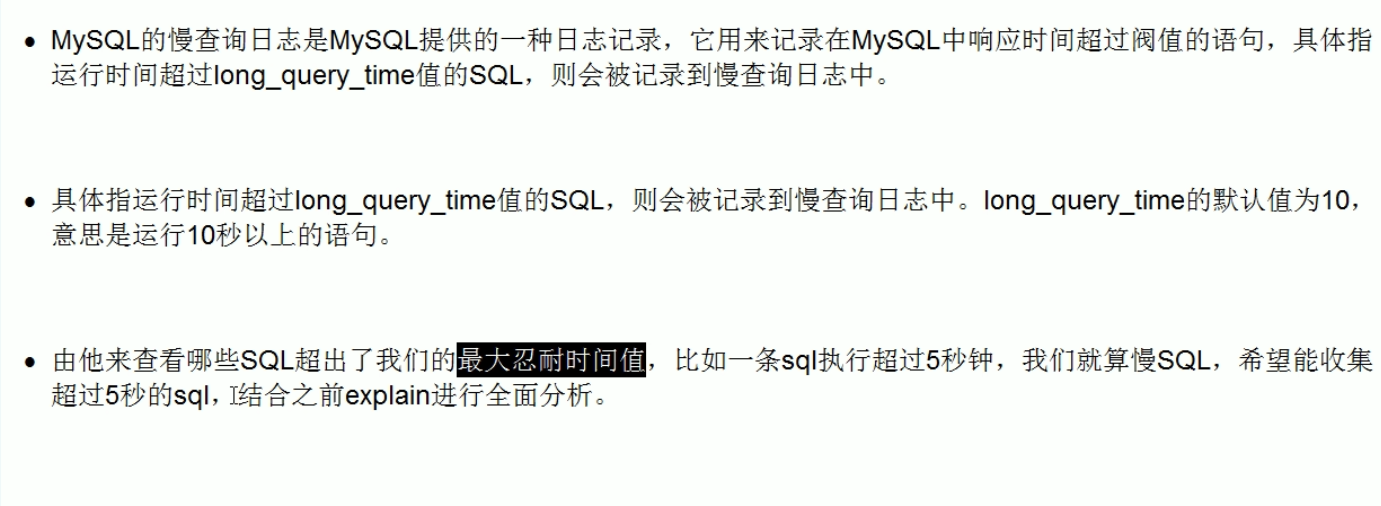 • MySQL的慢查询日志是MySQL提供的一种日志记录，它用来记录在MySQL中响应时间超过阀值的语句，具体指
运行时间超过long_query_time值的SQL，则会被记录到慢查询日志中。
• 具体指运行时间超过long_query_time值的SQL，则会被记录到慢查询日志中。long_query_time的默认值为10，
意思是运行10秒以上的语句。
• 由他来查看哪些SQL超出了我们的最大忍耐时间值，比如一条sql执行超过5秒钟，我们就算慢SQL，希望能收集
超过5秒的sql，结合之前explain进行全面分析。